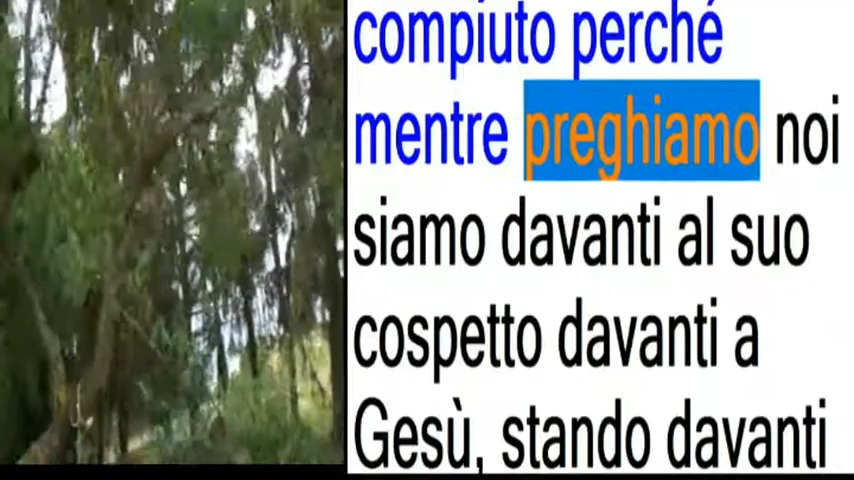 compiuto perché
mentre preghiamo noi
siamo davanti al suo
cospetto davanti a
Gesù, stando davanti